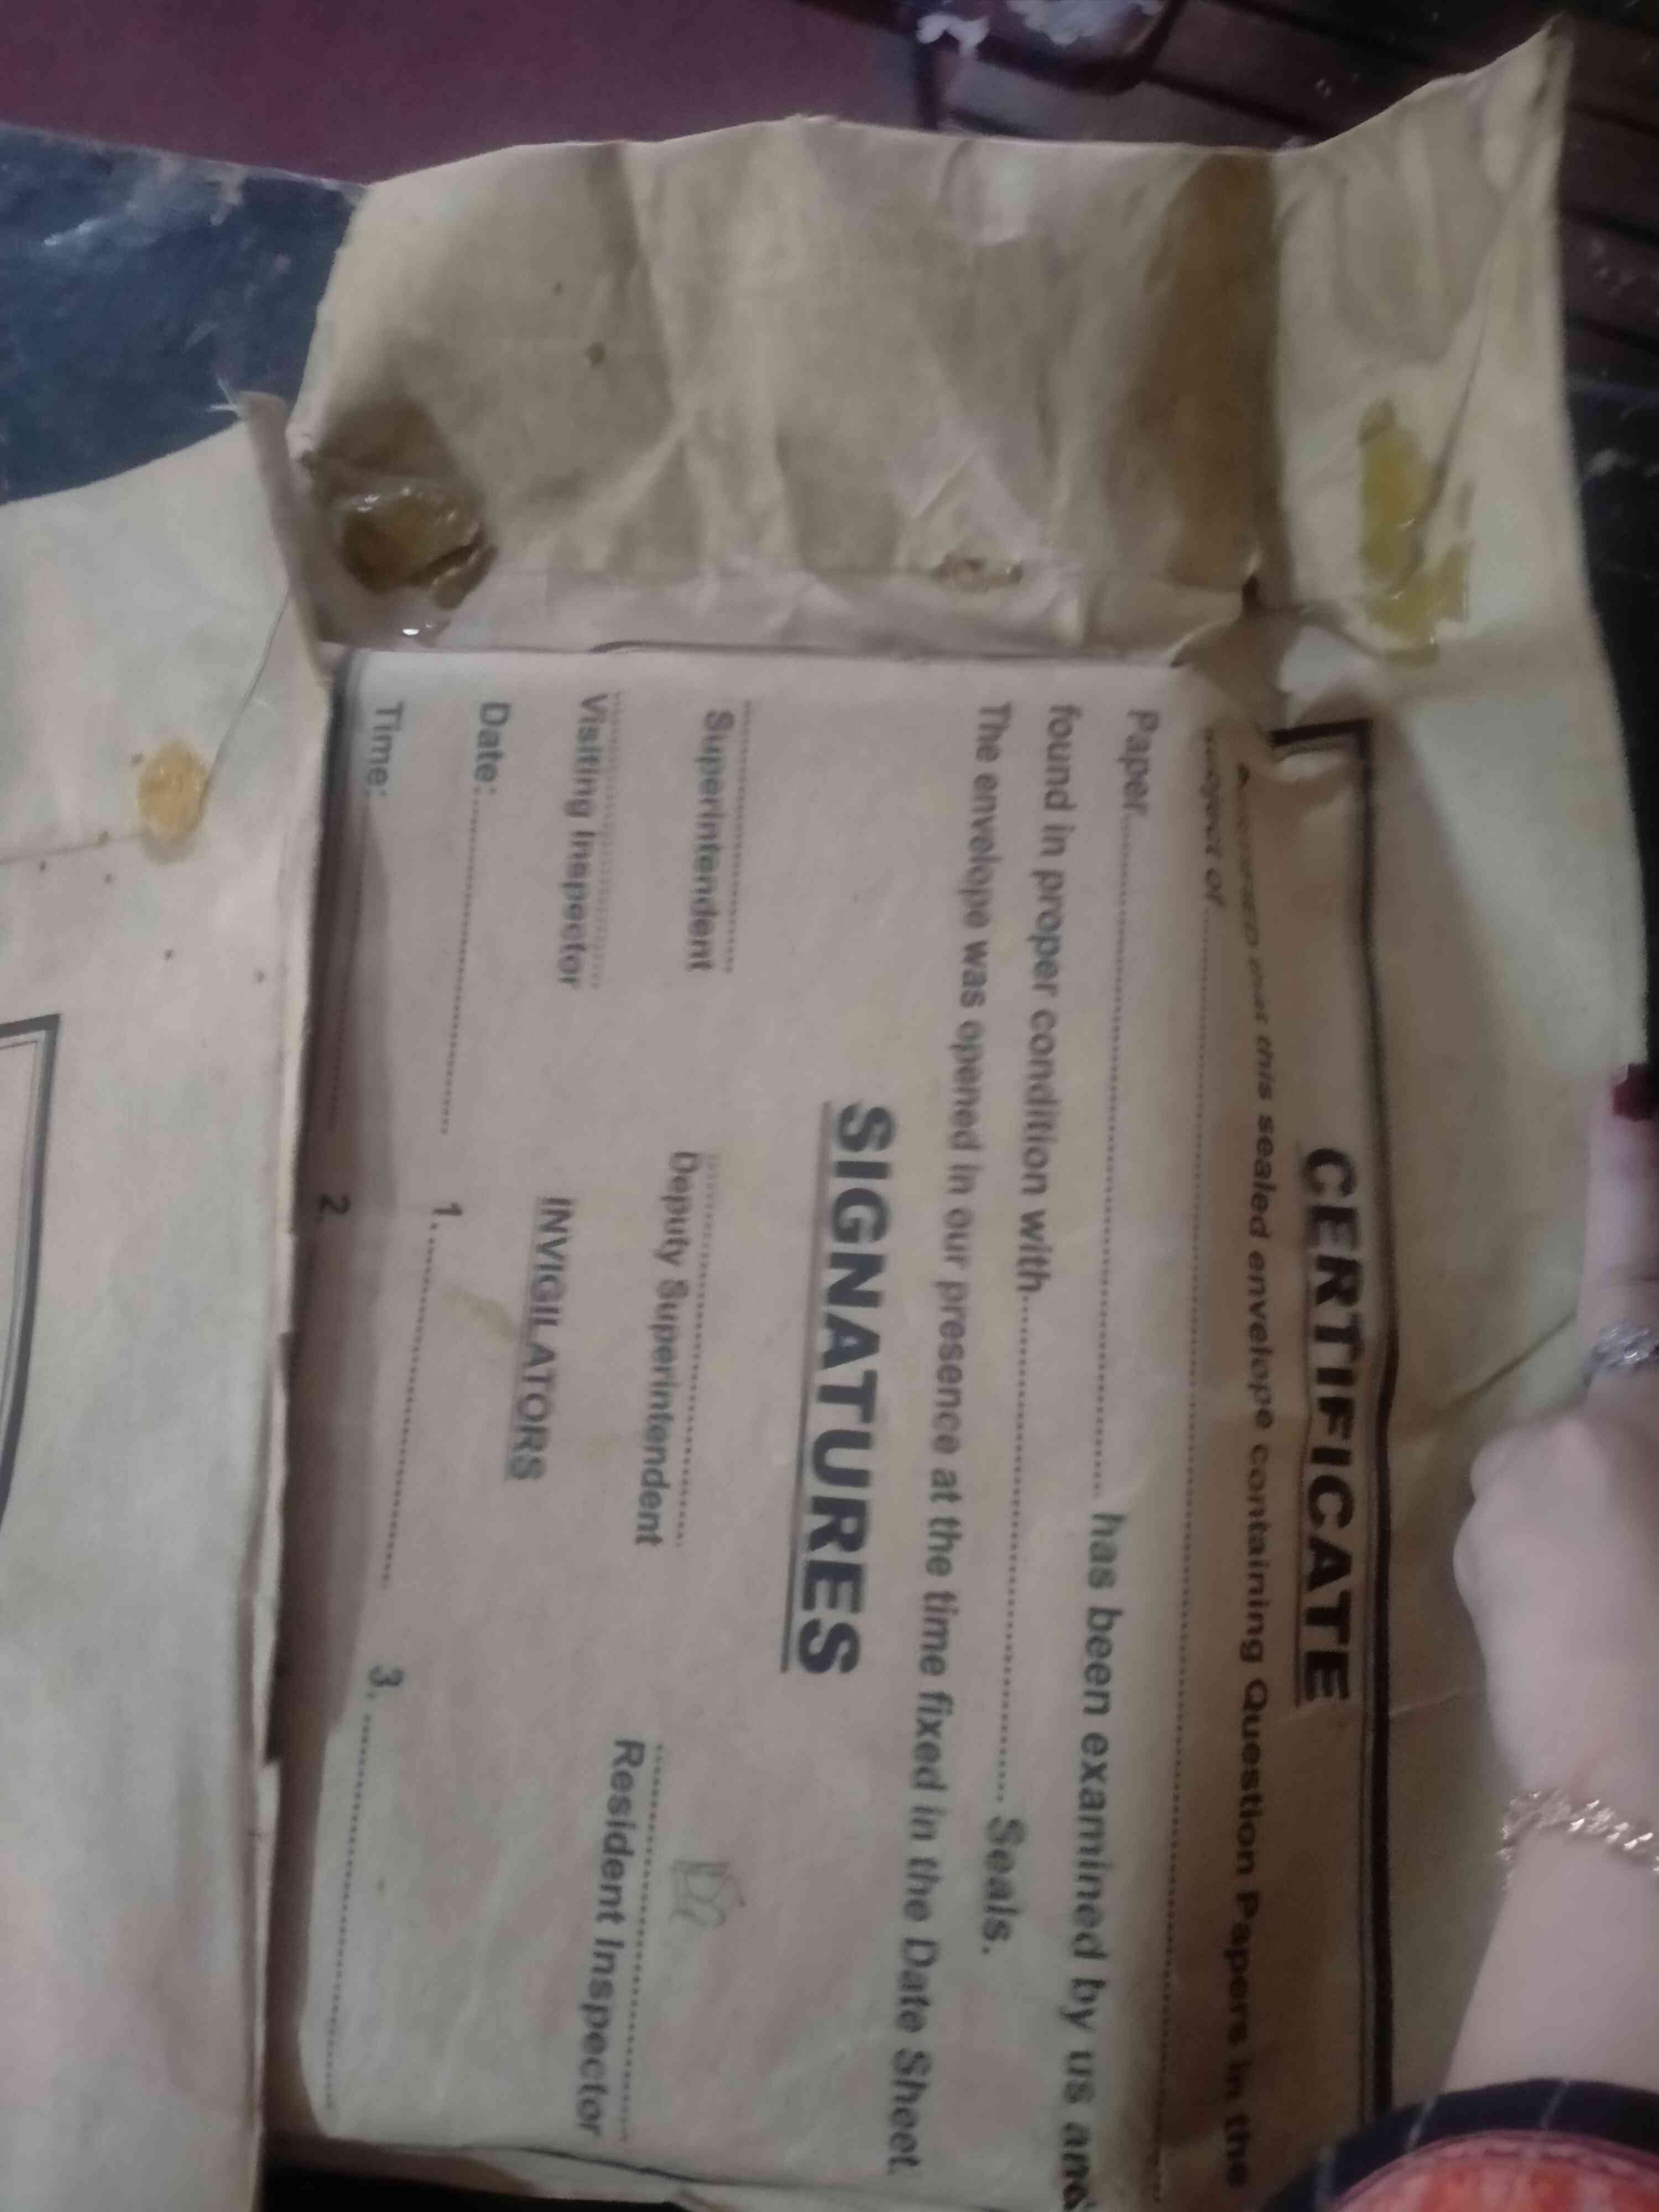 CERTIFICATE
this sealed envelope containing Question Papers in the
subject of
Paper has been examined by us and
found in proper condition with Seals.
The envelope was opened in our presence at the time fixed in the Date Sheet.
SIGNATURES
Superintendent Deputy Superintendent Resident Inspector
Visiting Inspector INVIGILATORS
Date: 1. 3.
Time: 2